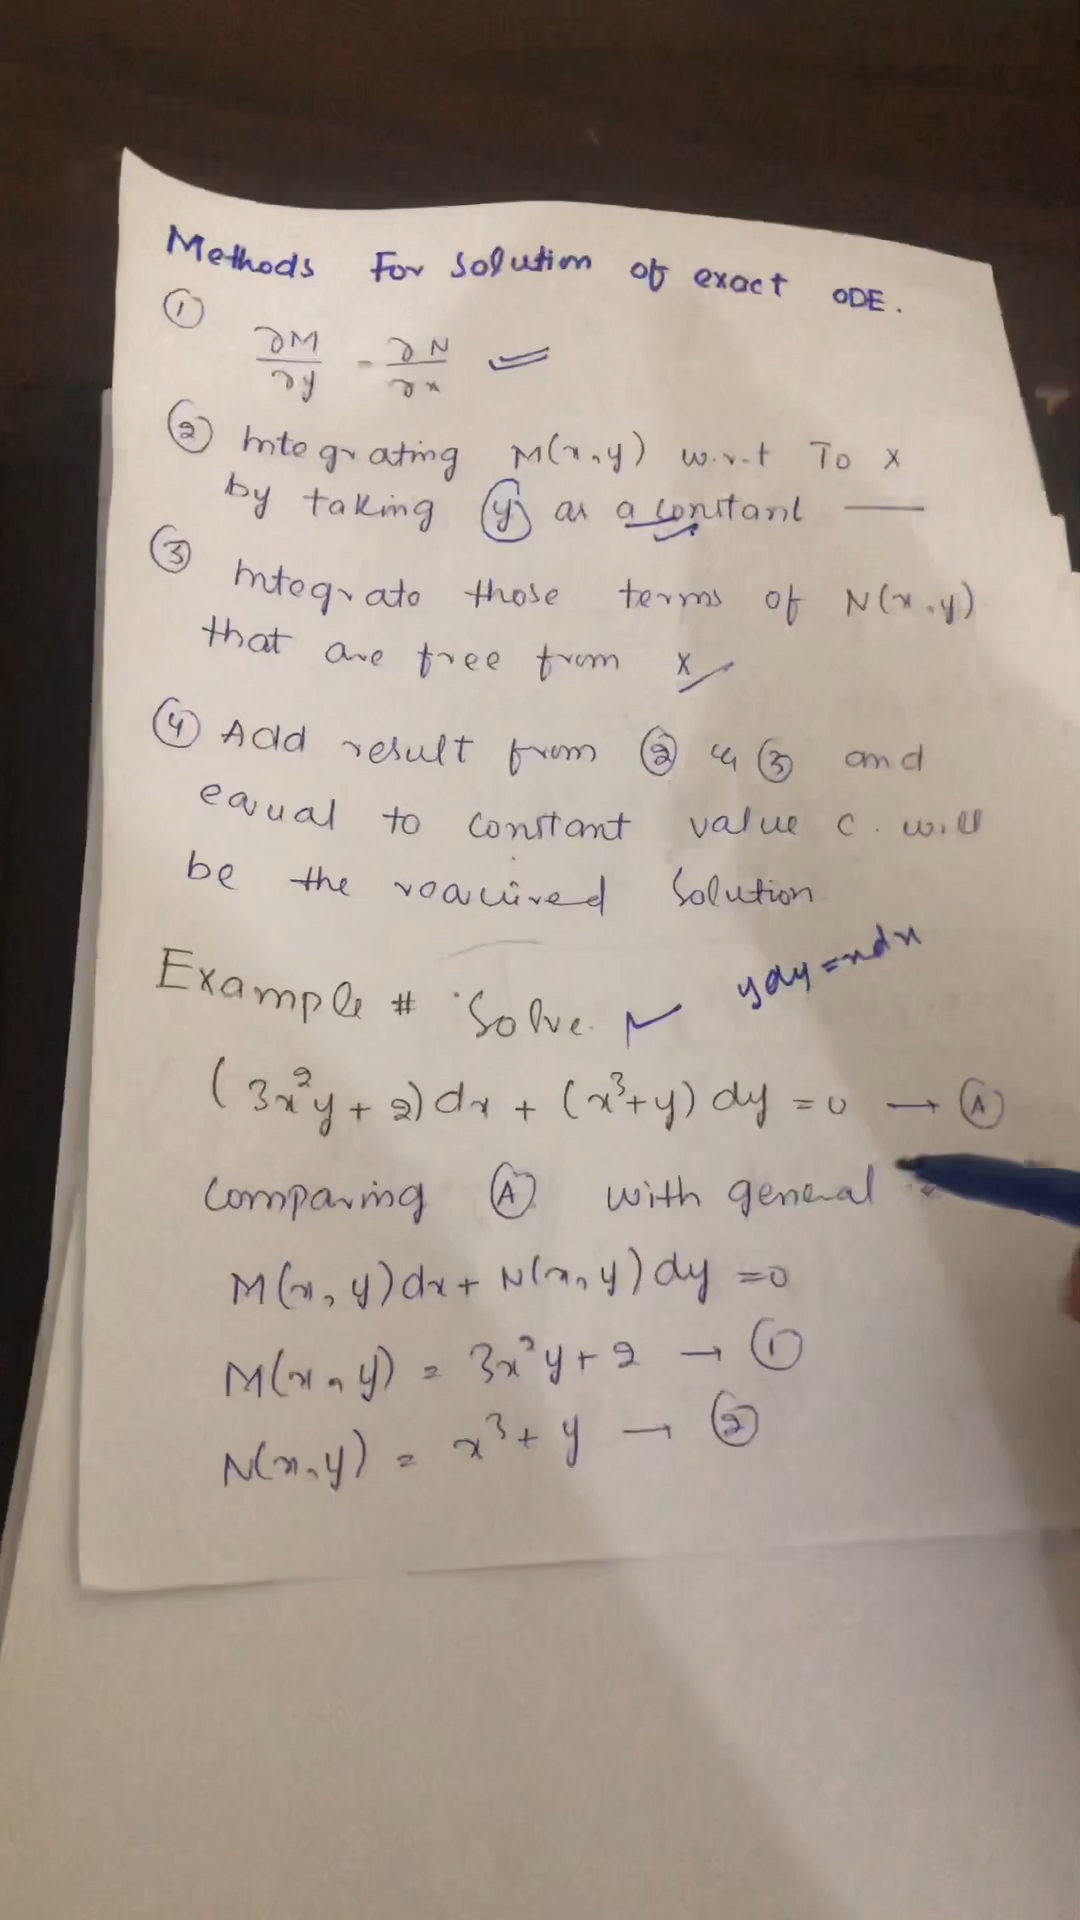 Methods For Solution of exact ODE.
①
∂M/∂y = ∂N/∂x
② Integrating M(x,y) w.r.t To x
by taking y as a constant
③ Integrate those terms of N(x,y)
that are free from x
④ Add result from ② & ③ and
equal to constant value c. will
be the required Solution
ydy=xdx
Example # Solve.
(3x²y + 2)dx + (x³+y) dy = 0 → Ⓐ
Comparing Ⓐ with general
M(x, y)dx + N(x, y)dy = 0
M(x, y) = 3x²y + 2 → ①
N(x, y) = x³ + y → ②